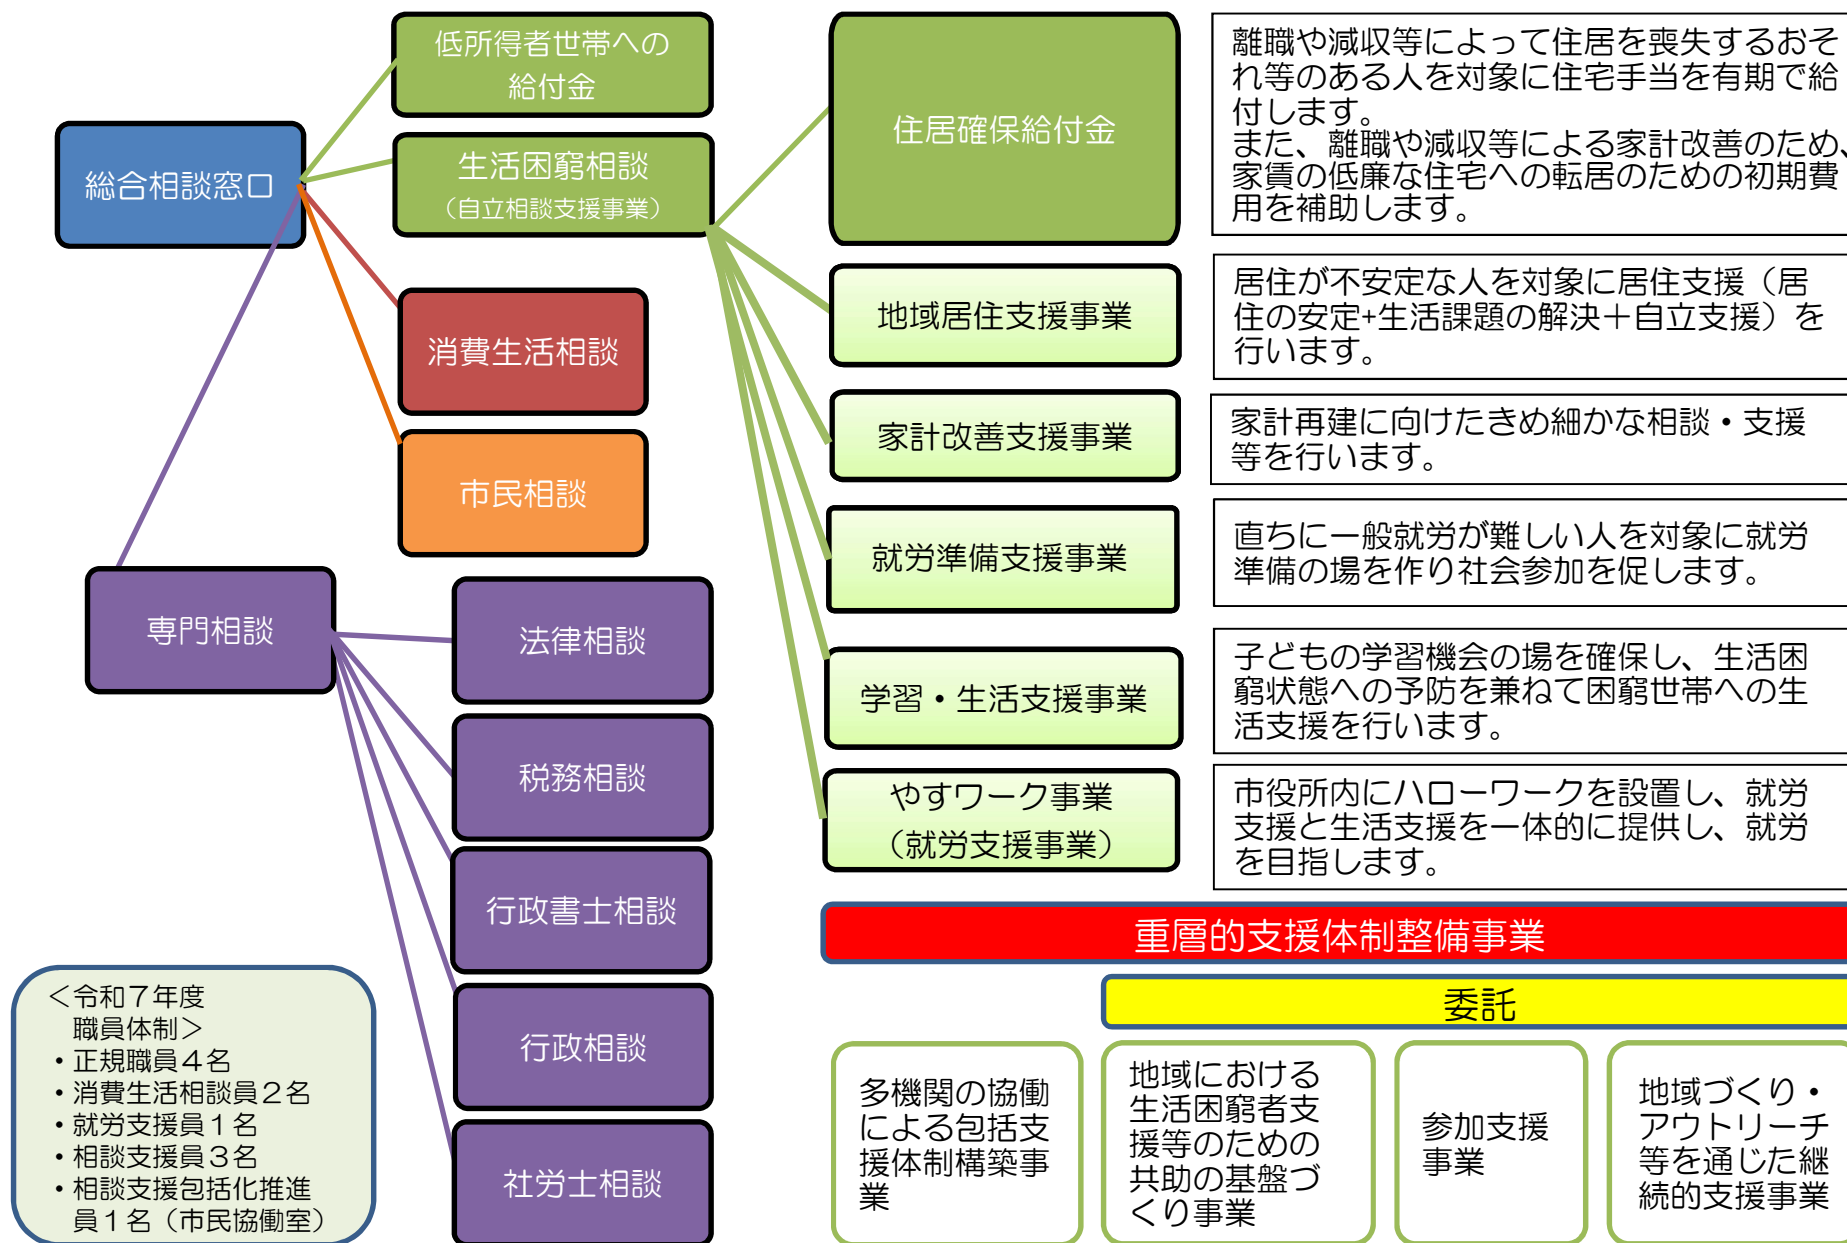 低所得者世帯への
給付金
総合相談窓口
生活困窮相談
（自立相談支援事業）
消費生活相談
市民相談
専門相談
法律相談
税務相談
行政書士相談
行政相談
社労士相談
住居確保給付金
離職や減収等によって住居を喪失するおそ
れ等のある人を対象に住宅手当を有期で給
付します。
また、離職や減収等による家計改善のため、
家賃の低廉な住宅への転居のための初期費
用を補助します。
地域居住支援事業
居住が不安定な人を対象に居住支援（居
住の安定+生活課題の解決＋自立支援）を
行います。
家計改善支援事業
家計再建に向けたきめ細かな相談・支援
等を行います。
就労準備支援事業
直ちに一般就労が難しい人を対象に就労
準備の場を作り社会参加を促します。
学習・生活支援事業
子どもの学習機会の場を確保し、生活困
窮状態への予防を兼ねて困窮世帯への生
活支援を行います。
やすワーク事業
（就労支援事業）
市役所内にハローワークを設置し、就労
支援と生活支援を一体的に提供し、就労
を目指します。
重層的支援体制整備事業
委託
多機関の協働
による包括支
援体制構築事
業
地域における
生活困窮者支
援等のための
共助の基盤づ
くり事業
参加支援
事業
地域づくり・
アウトリーチ
等を通じた継
続的支援事業
＜令和７年度
職員体制＞
・正規職員４名
・消費生活相談員２名
・就労支援員１名
・相談支援員３名
・相談支援包括化推進
員１名（市民協働室）